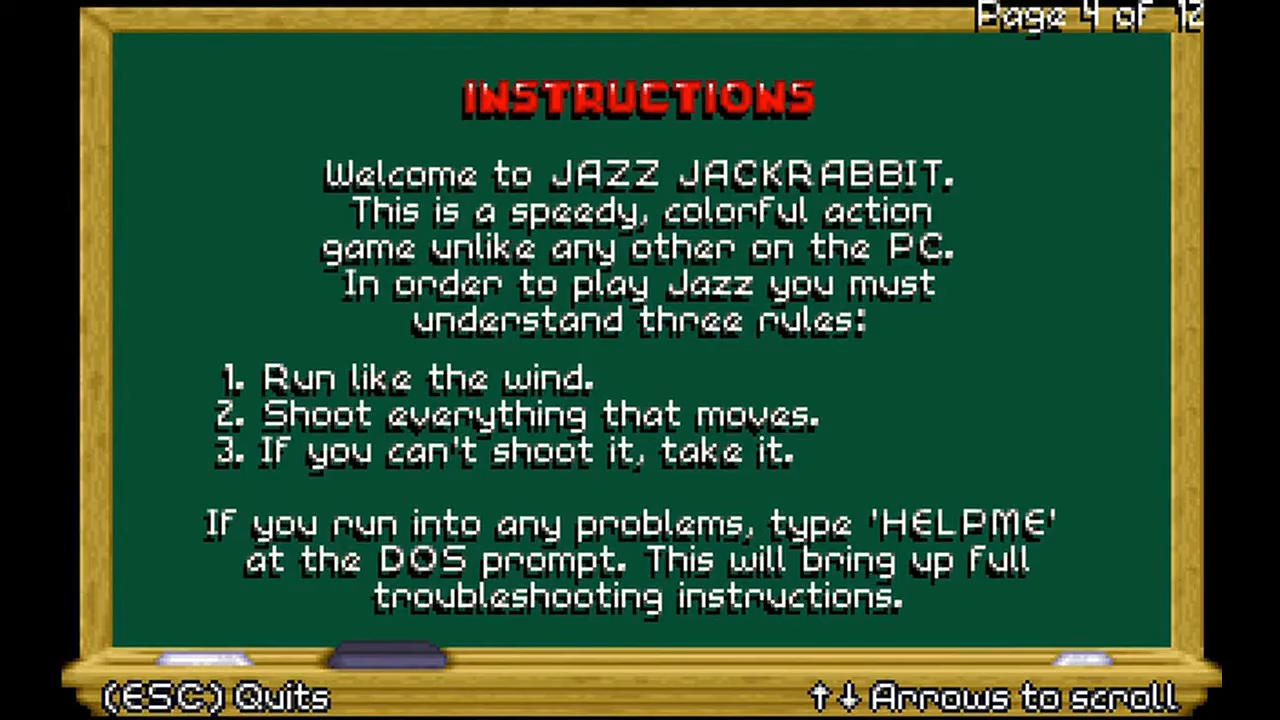 Page 4 of 12
INSTRUCTIONS
Welcome to JAZZ JACKRABBIT.
This is a speedy, colorful action
game unlike any other on the PC.
In order to play Jazz you must
understand three rules:
1. Run like the wind.
2. Shoot everything that moves.
3. If you can't shoot it, take it.
If you run into any problems, type 'HELPME'
at the DOS prompt. This will bring up full
troubleshooting instructions.
(ESC) Quits
↑↓ Arrows to scroll